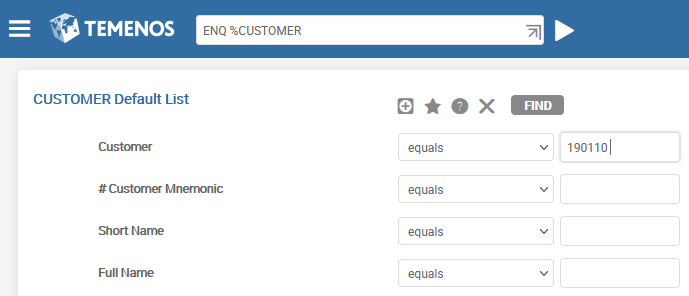 TEMENOS
ENQ %CUSTOMER
CUSTOMER Default List
? FIND
Customer equals 190110
# Customer Mnemonic equals
Short Name equals
Full Name equals